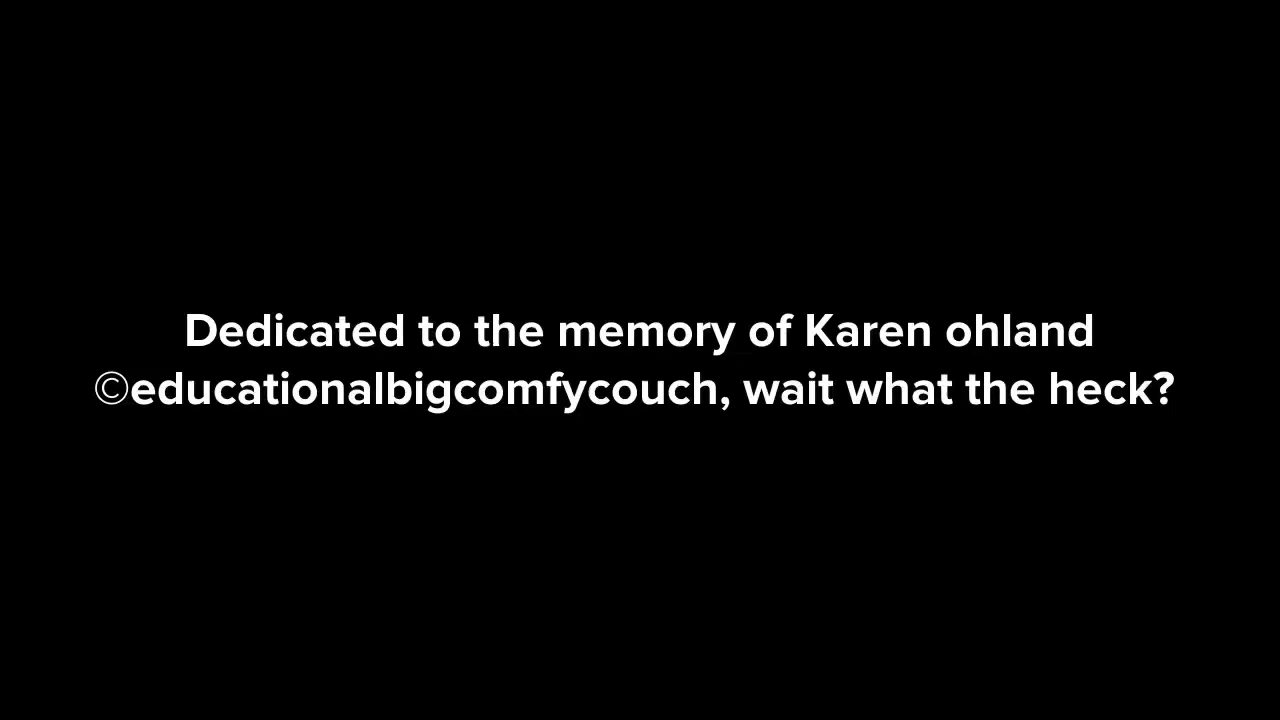 Dedicated to the memory of Karen ohland
©educationalbigcomfycouch, wait what the heck?